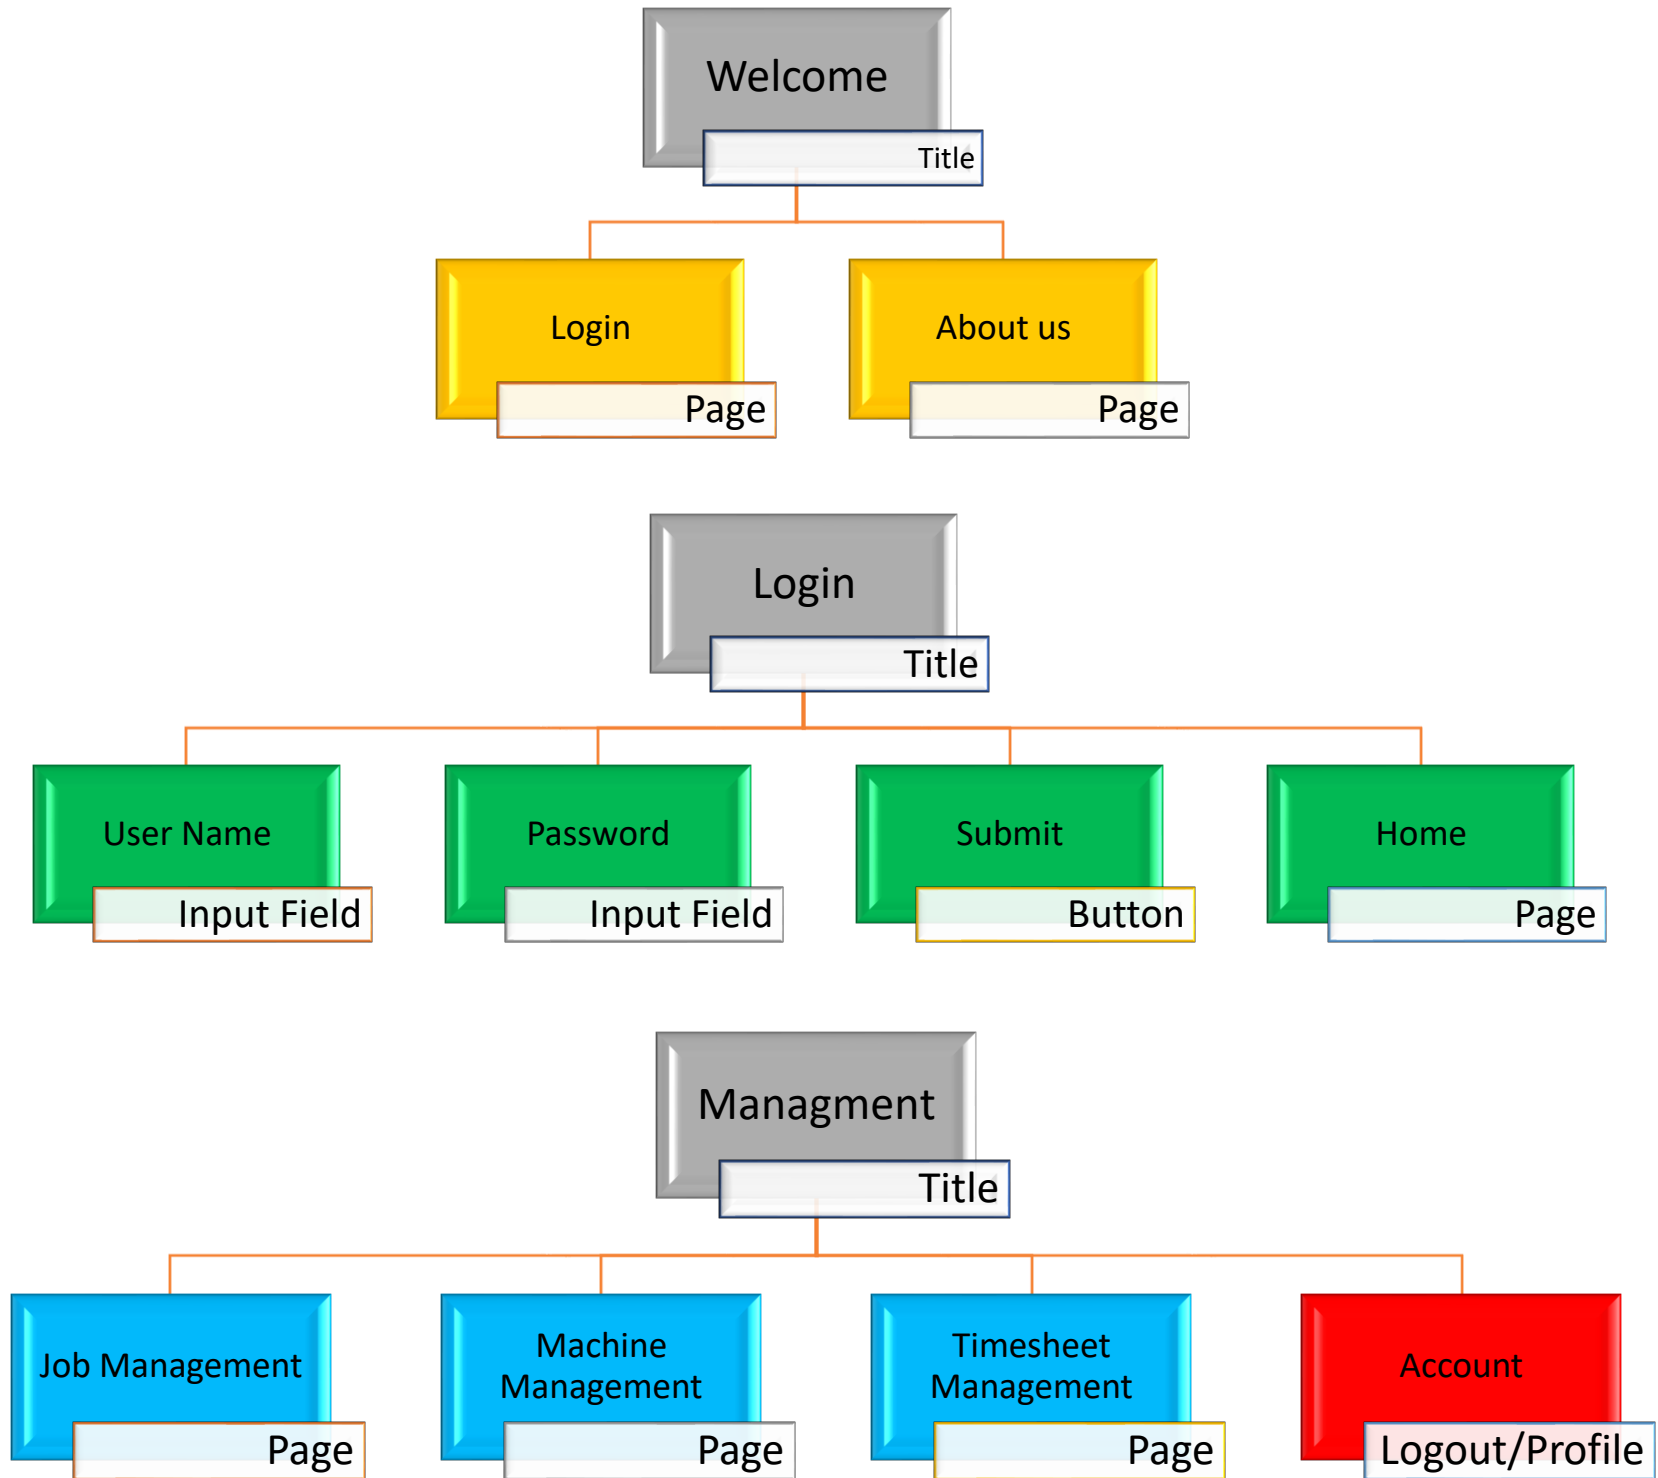 Welcome
Title
Login
Page
About us
Page
Login
Title
User Name
Input Field
Password
Input Field
Submit
Button
Home
Page
Managment
Title
Job Management
Page
Machine
Management
Page
Timesheet
Management
Page
Account
Logout/Profile